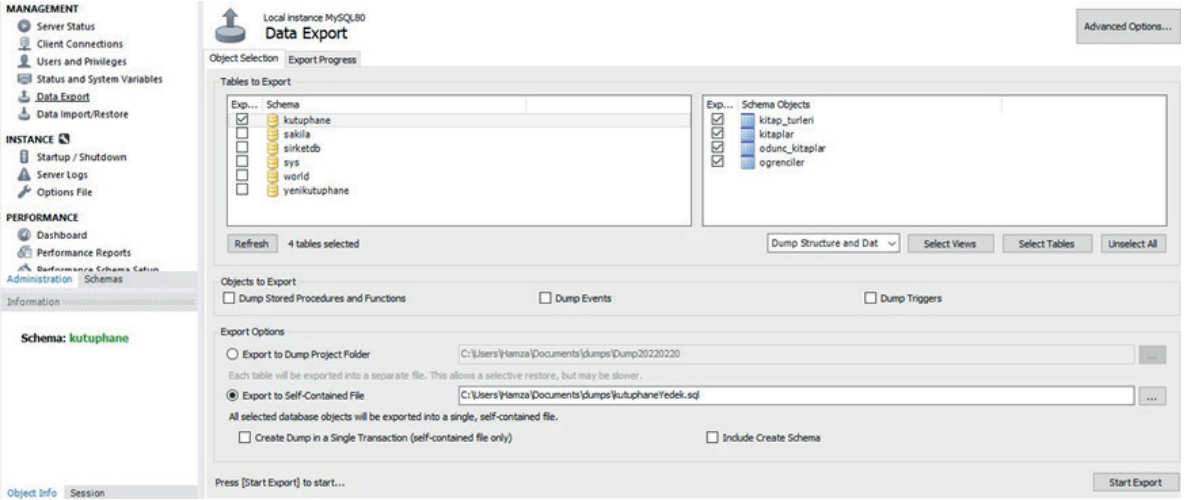 MANAGEMENT
Server Status
Client Connections
Users and Privileges
Status and System Variables
Data Export
Data Import/Restore
INSTANCE
Startup / Shutdown
Server Logs
Options File
PERFORMANCE
Dashboard
Performance Reports
Performance Schema Setup
Administration Schemas
Information
Schema: kutuphane
Object Info Session
Local instance MySQL80
Data Export
Advanced Options...
Object Selection Export Progress
Tables to Export
Exp... Schema
kutuphane
sakila
sirketdb
sys
world
yenikutuphane
Exp... Schema Objects
kitap_turleri
kitaplar
odunc_kitaplar
ogrenciler
Refresh 4 tables selected Dump Structure and Dat Select Views Select Tables Unselect All
Objects to Export
Dump Stored Procedures and Functions Dump Events Dump Triggers
Export Options
Export to Dump Project Folder C:\Users\Hamza\Documents\dumps\Dump20220220 ...
Each table will be exported into a separate file. This allows a selective restore, but may be slower.
Export to Self-Contained File C:\Users\Hamza\Documents\dumps\kutuphaneYedek.sql ...
All selected database objects will be exported into a single, self-contained file.
Create Dump in a Single Transaction (self-contained file only) Include Create Schema
Press [Start Export] to start... Start Export